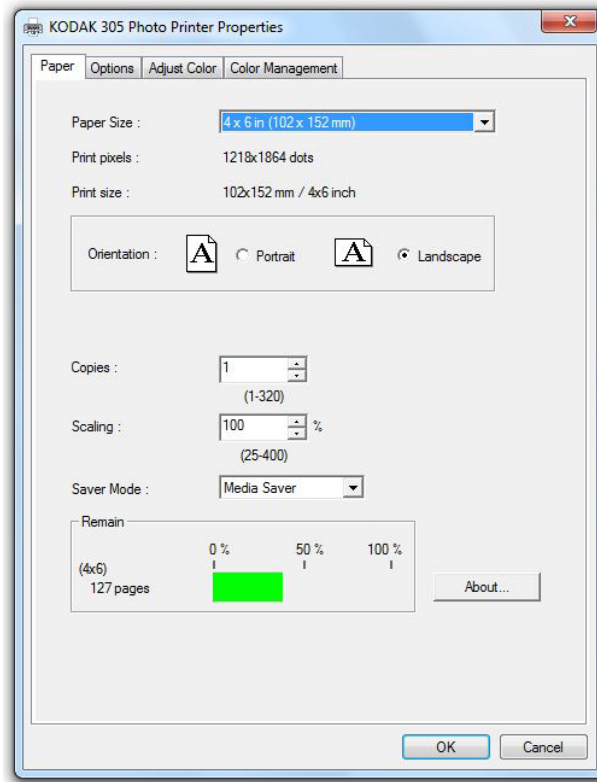 KODAK 305 Photo Printer Properties
Paper Options Adjust Color Color Management
Paper Size : 4 x 6 in (102 x 152 mm)
Print pixels : 1218x1864 dots
Print size : 102x152 mm / 4x6 inch
Orientation : A Portrait A Landscape
Copies : 1
(1-320)
Scaling : 100 %
(25-400)
Saver Mode : Media Saver
Remain
0 % 50 % 100 %
(4x6)
127 pages
About...
OK Cancel